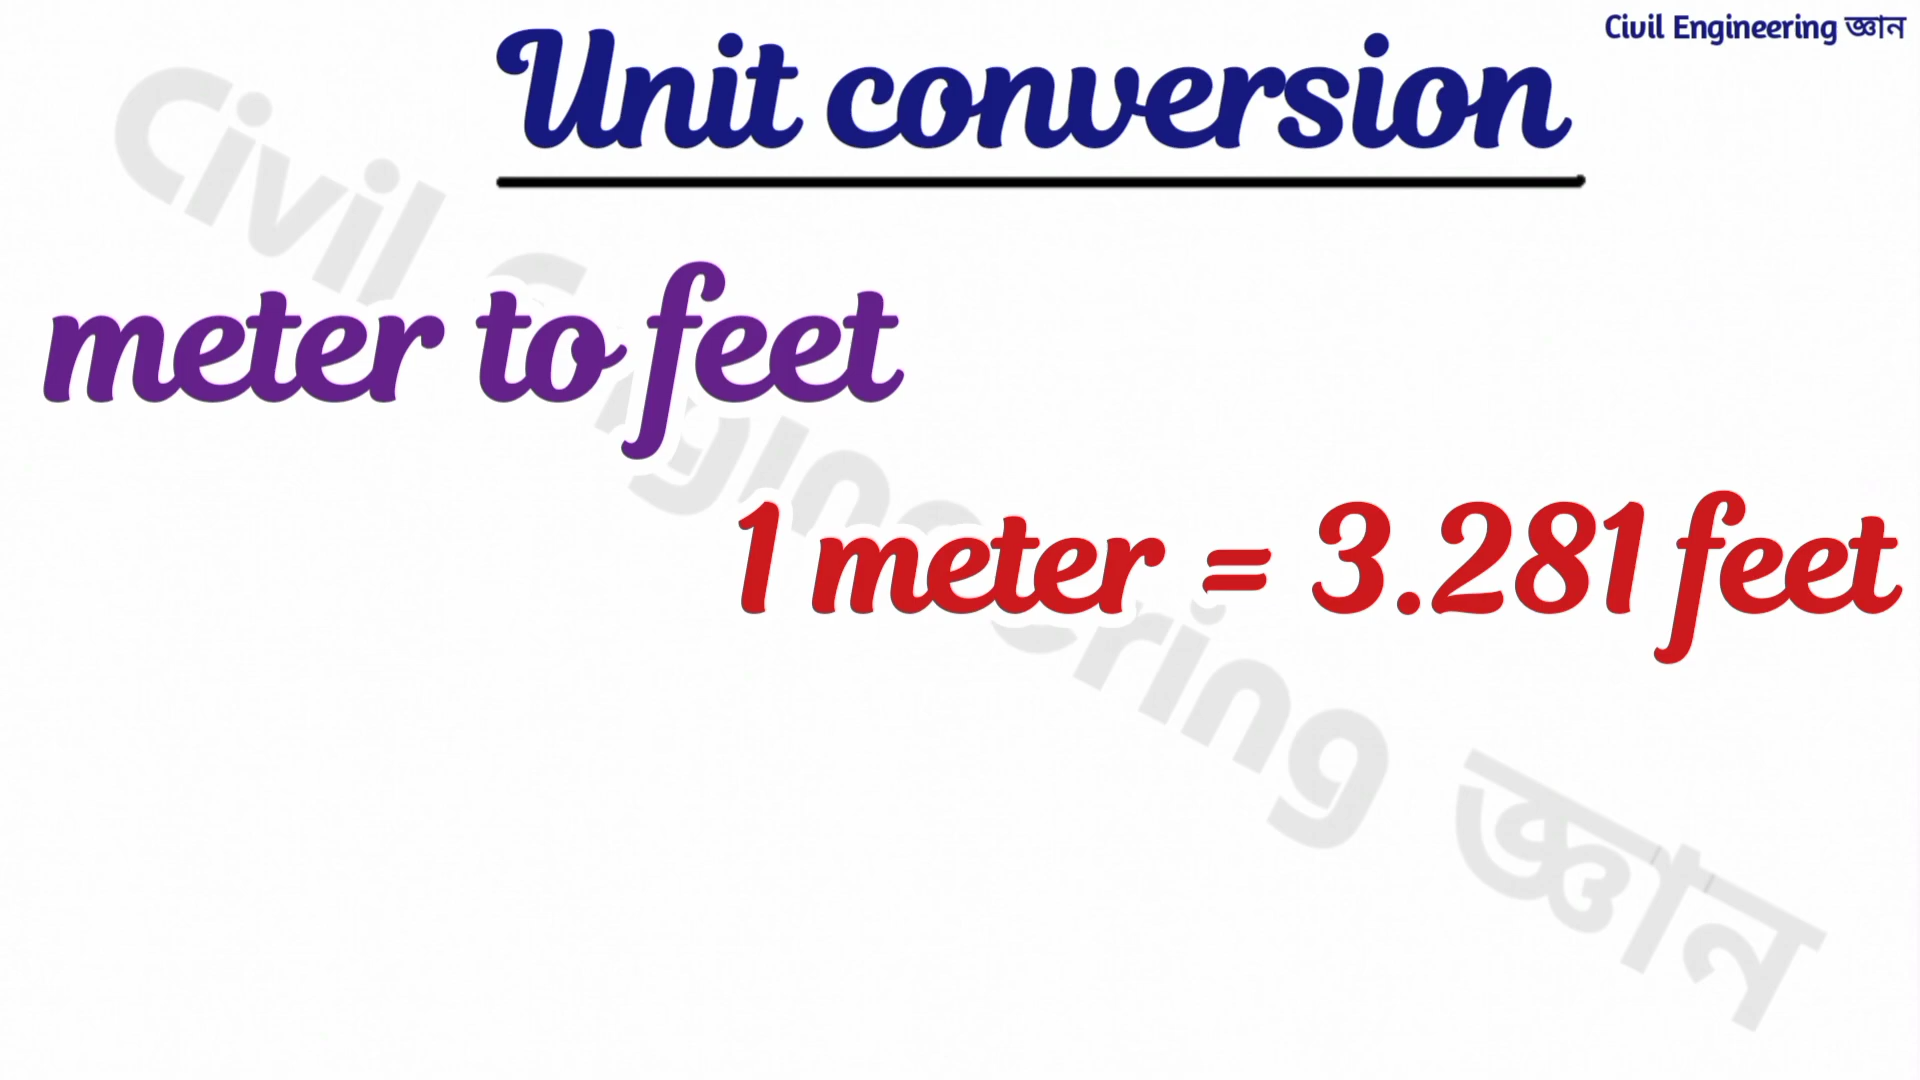 Civil Engineering জ্ঞান
Unit conversion
meter to feet
1 meter = 3.281 feet
Civil Engineering জ্ঞান